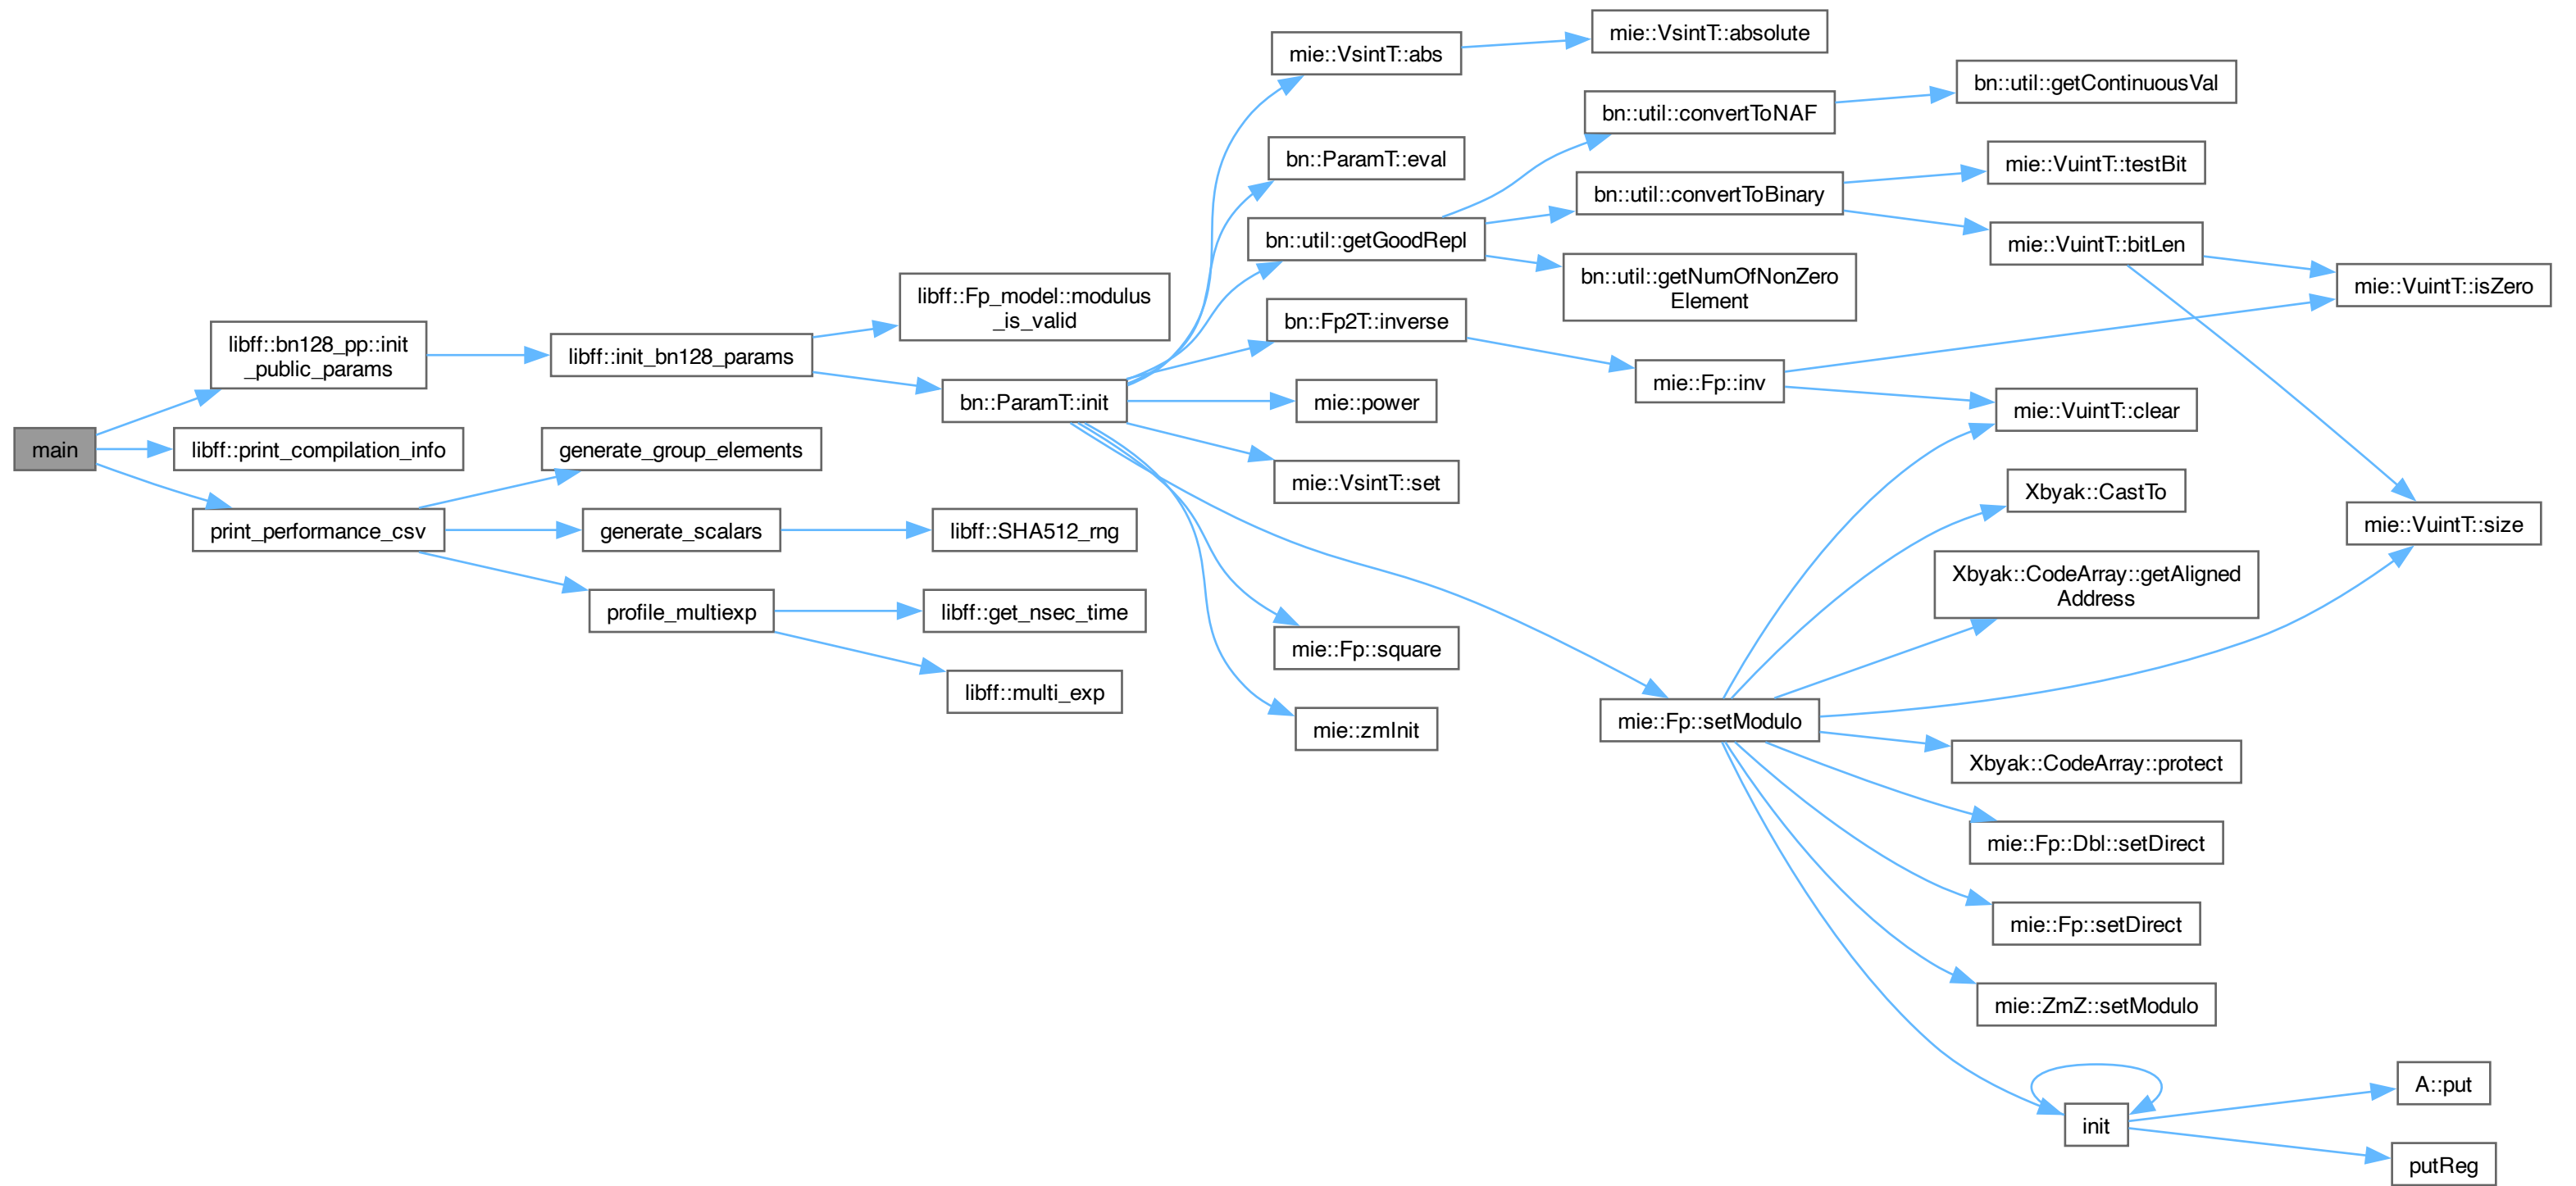 main
libff::bn128_pp::init
_public_params
libff::print_compilation_info
print_performance_csv
libff::init_bn128_params
generate_group_elements
generate_scalars
profile_multiexp
libff::Fp_model::modulus
_is_valid
bn::ParamT::init
libff::SHA512_rng
libff::get_nsec_time
libff::multi_exp
mie::VsintT::abs
bn::ParamT::eval
bn::util::getGoodRepl
bn::Fp2T::inverse
mie::power
mie::VsintT::set
mie::Fp::square
mie::zmInit
mie::VsintT::absolute
bn::util::convertToNAF
bn::util::convertToBinary
bn::util::getNumOfNonZero
Element
mie::Fp::inv
mie::Fp::setModulo
bn::util::getContinuousVal
mie::VuintT::testBit
mie::VuintT::bitLen
mie::VuintT::clear
Xbyak::CastTo
Xbyak::CodeArray::getAligned
Address
Xbyak::CodeArray::protect
mie::Fp::Dbl::setDirect
mie::Fp::setDirect
mie::ZmZ::setModulo
init
mie::VuintT::isZero
mie::VuintT::size
A::put
putReg